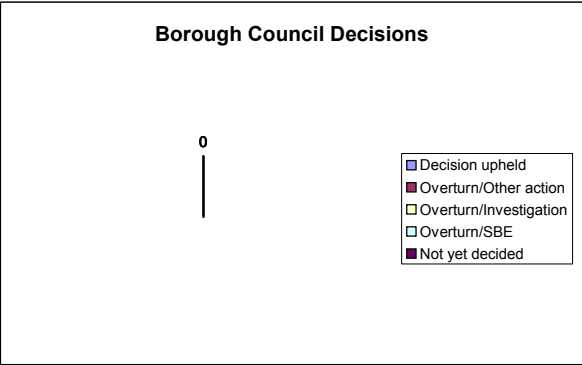 Borough Council Decisions
0
Decision upheld
Overturn/Other action
Overturn/Investigation
Overturn/SBE
Not yet decided